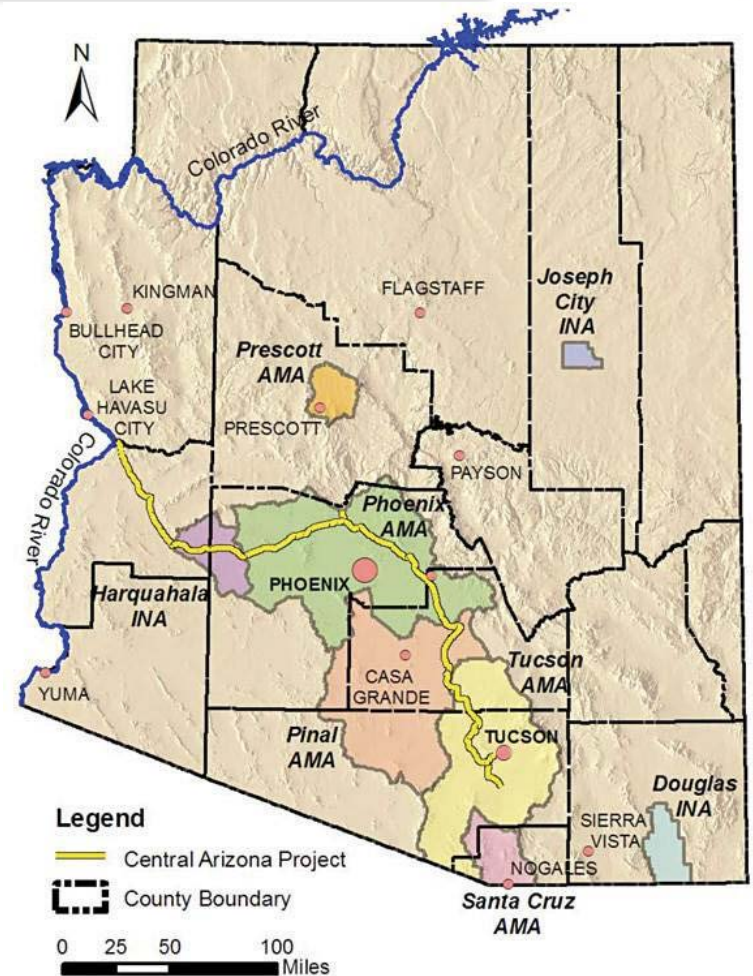 N
Colorado River
KINGMAN
FLAGSTAFF
Joseph
City
INA
BULLHEAD
CITY
Prescott
AMA
LAKE
HAVASU
CITY
PRESCOTT
Colorado River
PAYSON
Phoenix
AMA
PHOENIX
Harquahala
INA
Tucson
AMA
CASA
GRANDE
YUMA
Pinal
AMA
TUCSON
Douglas
INA
SIERRA
VISTA
NOGALES
Santa Cruz
AMA
Legend
Central Arizona Project
County Boundary
0 25 50 100
Miles